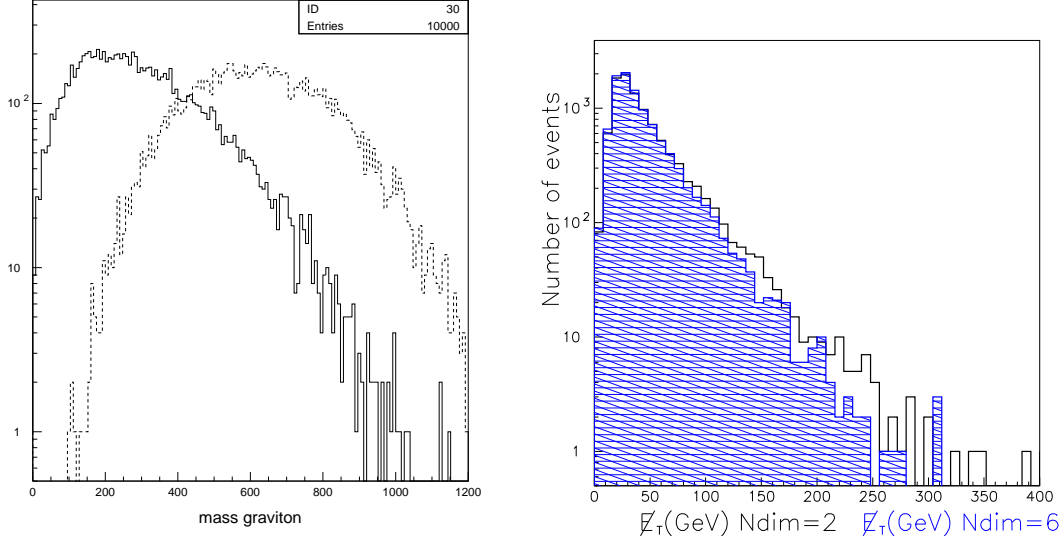 ID 30
Entries 10000
10²
10
1
0 200 400 600 800 1000 1200
mass graviton
Number of events
10³
10²
10
1
0 50 100 150 200 250 300 350 400
E̸_T(GeV) Ndim=2 E̸_T(GeV) Ndim=6